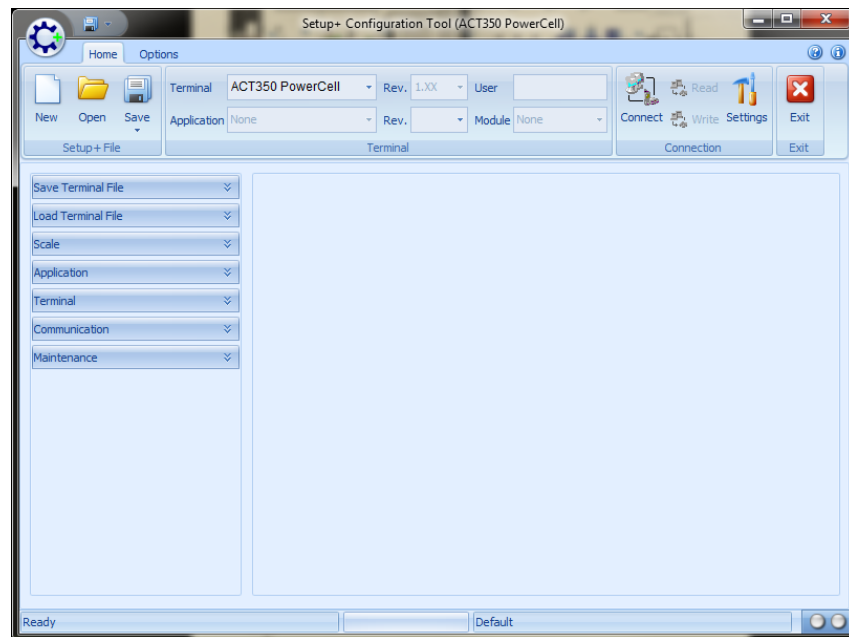 Setup+ Configuration Tool (ACT350 PowerCell)
Home Options
Terminal ACT350 PowerCell Rev. 1.XX User
New Open Save Application None Rev. Module None Connect Read Write Settings Exit
Setup+ File Terminal Connection Exit
Save Terminal File
Load Terminal File
Scale
Application
Terminal
Communication
Maintenance
Ready Default